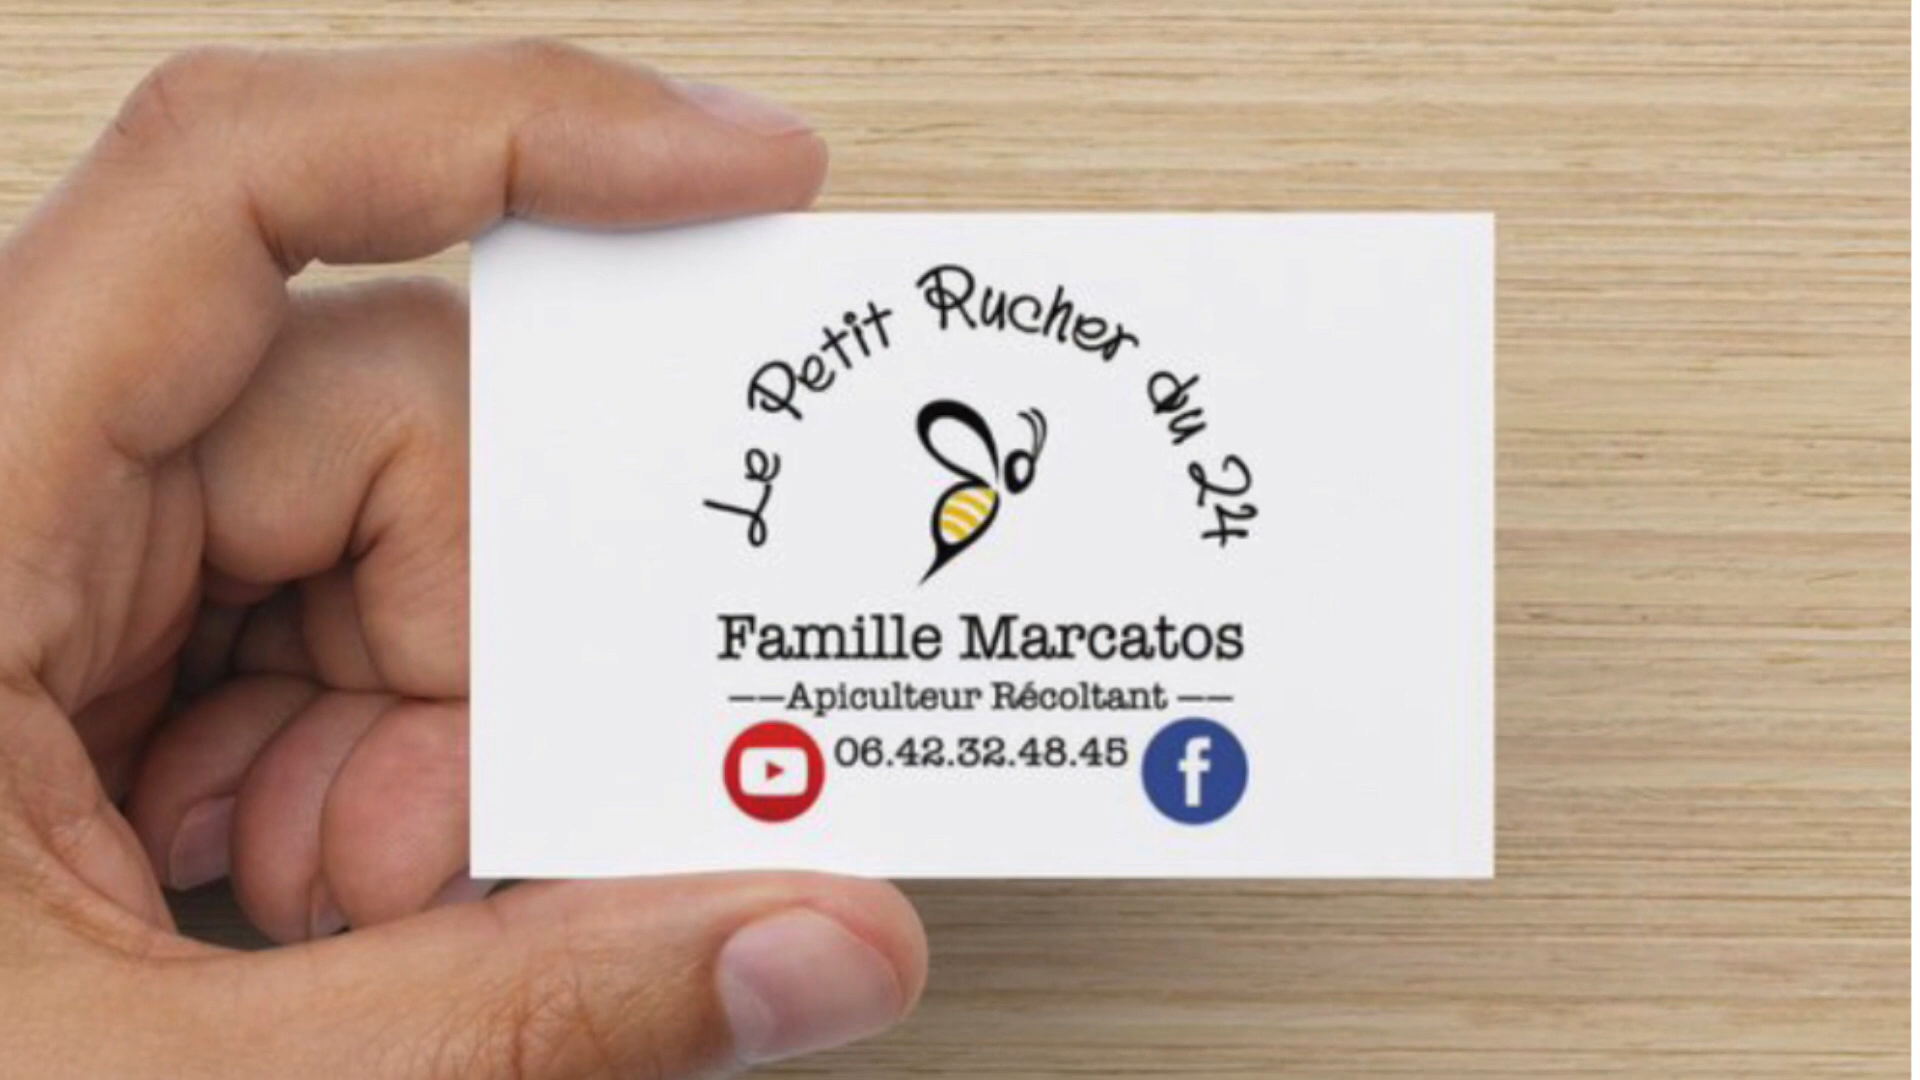 Le Petit Rucher du 24
Famille Marcatos
——Apiculteur Récoltant ——
06.42.32.48.45
f